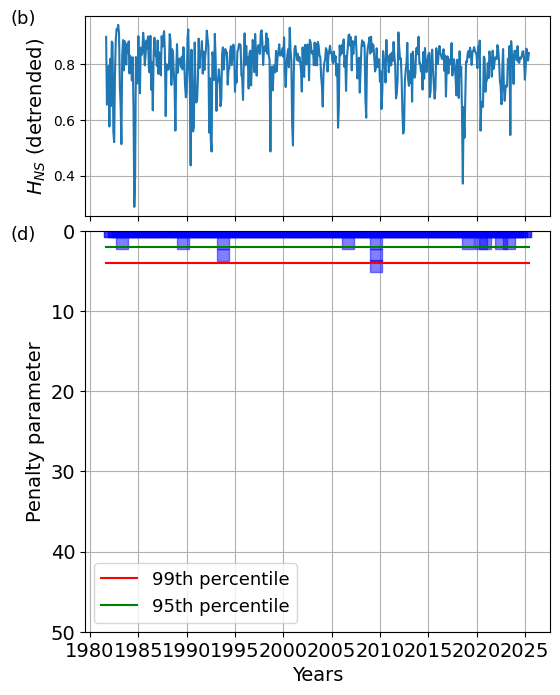 (b)
H_NS (detrended)
0.8
0.6
0.4
(d)
0
10
20
30
40
50
Penalty parameter
99th percentile
95th percentile
1980 1985 1990 1995 2000 2005 2010 2015 2020 2025
Years